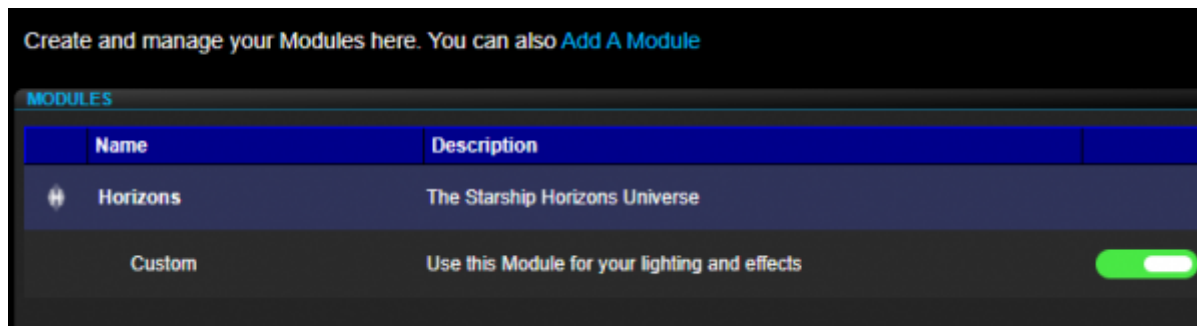 Create and manage your Modules here. You can also Add A Module
MODULES
Name Description
Horizons The Starship Horizons Universe
Custom Use this Module for your lighting and effects